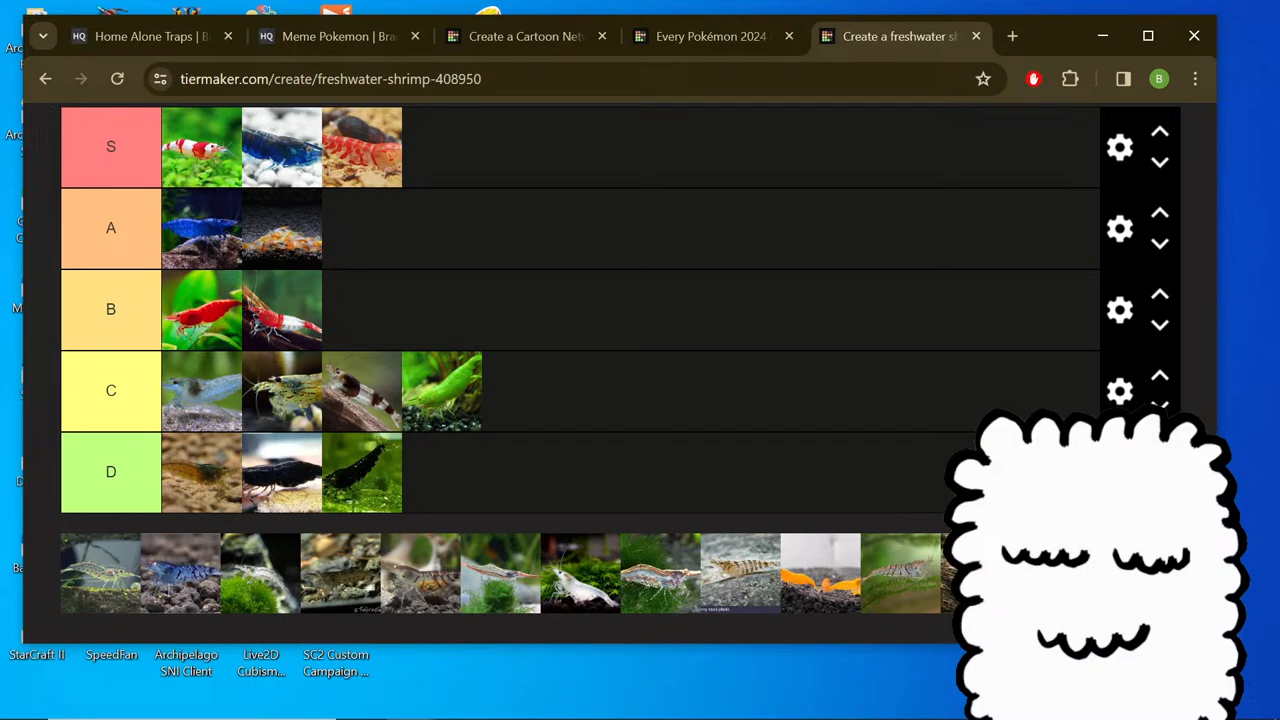 Home Alone Traps | B
Meme Pokemon | Bra
Create a Cartoon Net
Every Pokémon 2024
Create a freshwater sh
tiermaker.com/create/freshwater-shrimp-408950
B
S
A
B
C
D
StarCraft II
SpeedFan
Archipelago
SNI Client
Live2D
Cubism...
SC2 Custom
Campaign ...